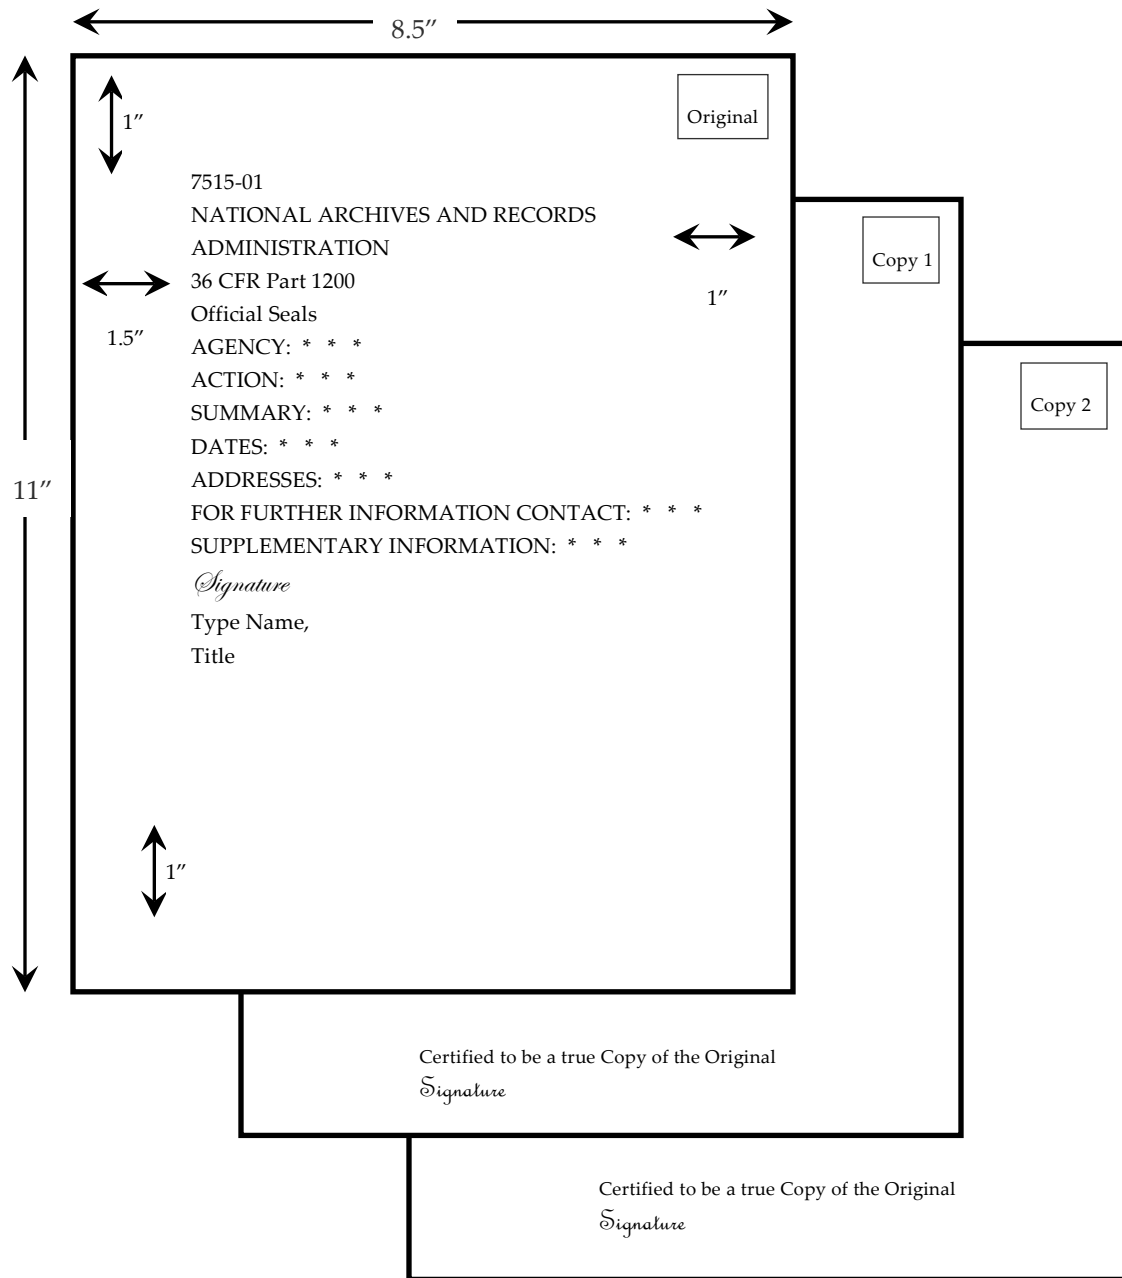 8.5″
1″
Original
7515-01
NATIONAL ARCHIVES AND RECORDS
ADMINISTRATION
36 CFR Part 1200
Official Seals
AGENCY: * * *
ACTION: * * *
SUMMARY: * * *
DATES: * * *
ADDRESSES: * * *
FOR FURTHER INFORMATION CONTACT: * * *
SUPPLEMENTARY INFORMATION: * * *
Signature
Type Name,
Title
1.5″
1″
11″
1″
Copy 1
Certified to be a true Copy of the Original
Signature
Copy 2
Certified to be a true Copy of the Original
Signature